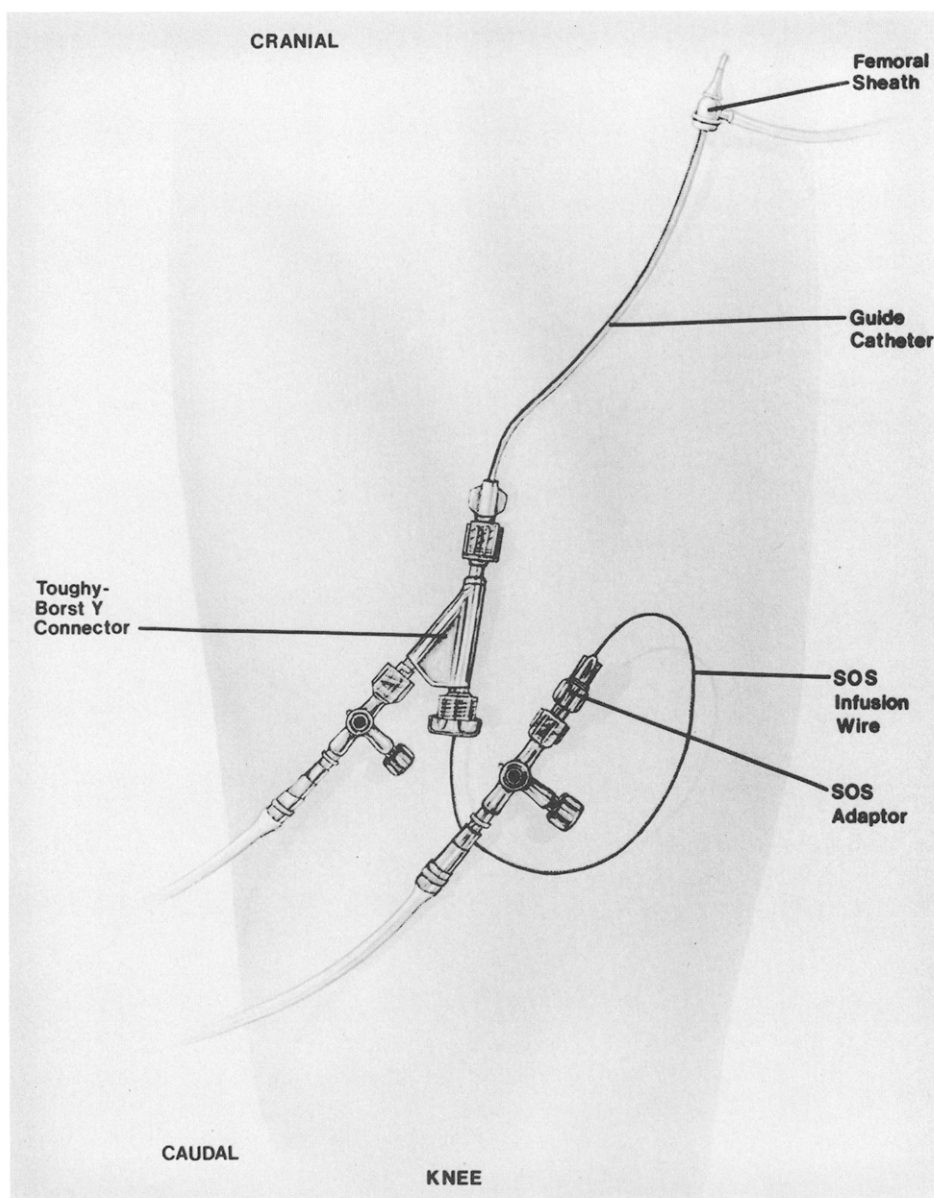 CRANIAL
Femoral
Sheath
Guide
Catheter
Toughy-
Borst Y
Connector
SOS
Infusion
Wire
SOS
Adaptor
CAUDAL
KNEE